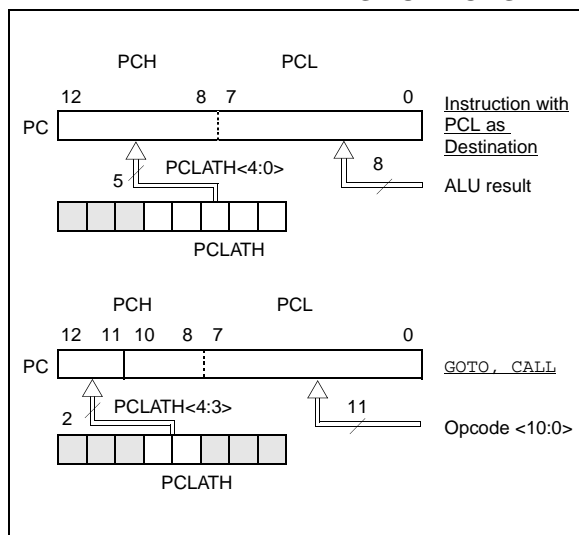 PCH PCL
12 8 7 0
PC
Instruction with
PCL as
Destination
5 PCLATH<4:0> 8
ALU result
PCLATH
PCH PCL
12 11 10 8 7 0
PC GOTO, CALL
2 PCLATH<4:3> 11
Opcode <10:0>
PCLATH